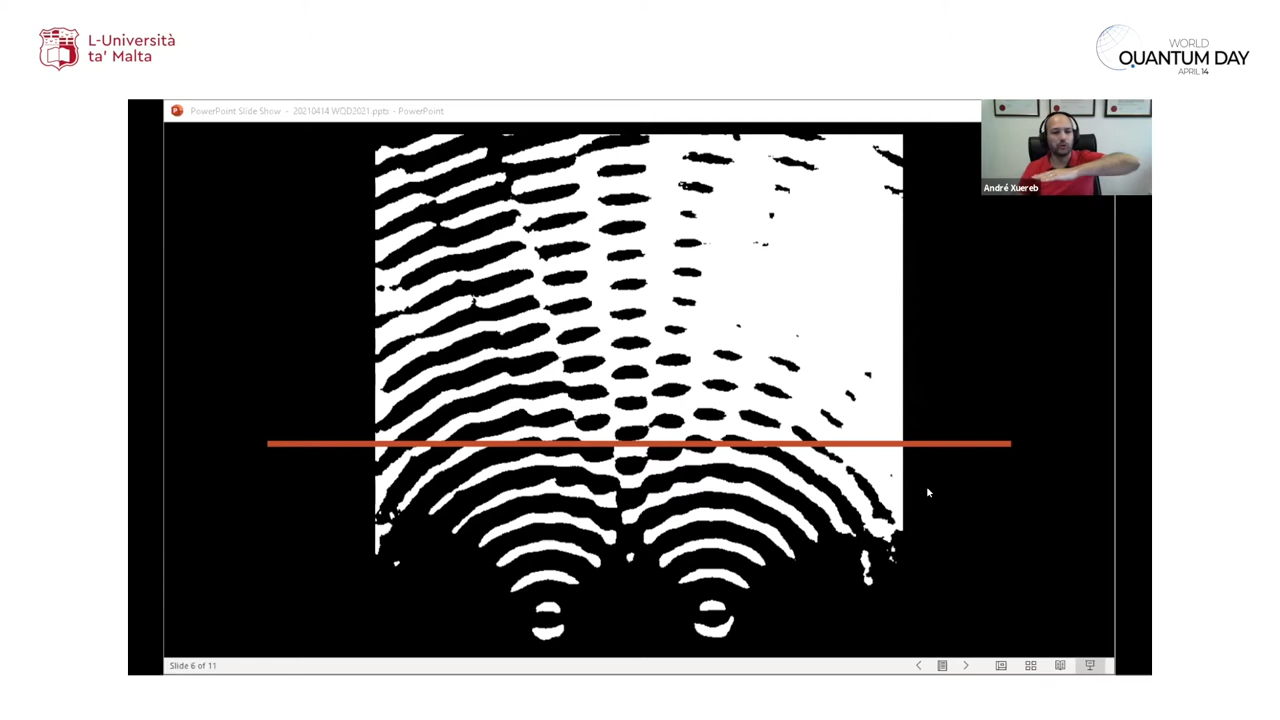 L-Università
ta' Malta
WORLD
QUANTUM DAY
APRIL 14
PowerPoint Slide Show - 20210414 WQD2021.pptx - PowerPoint
André Xuereb
Slide 6 of 11